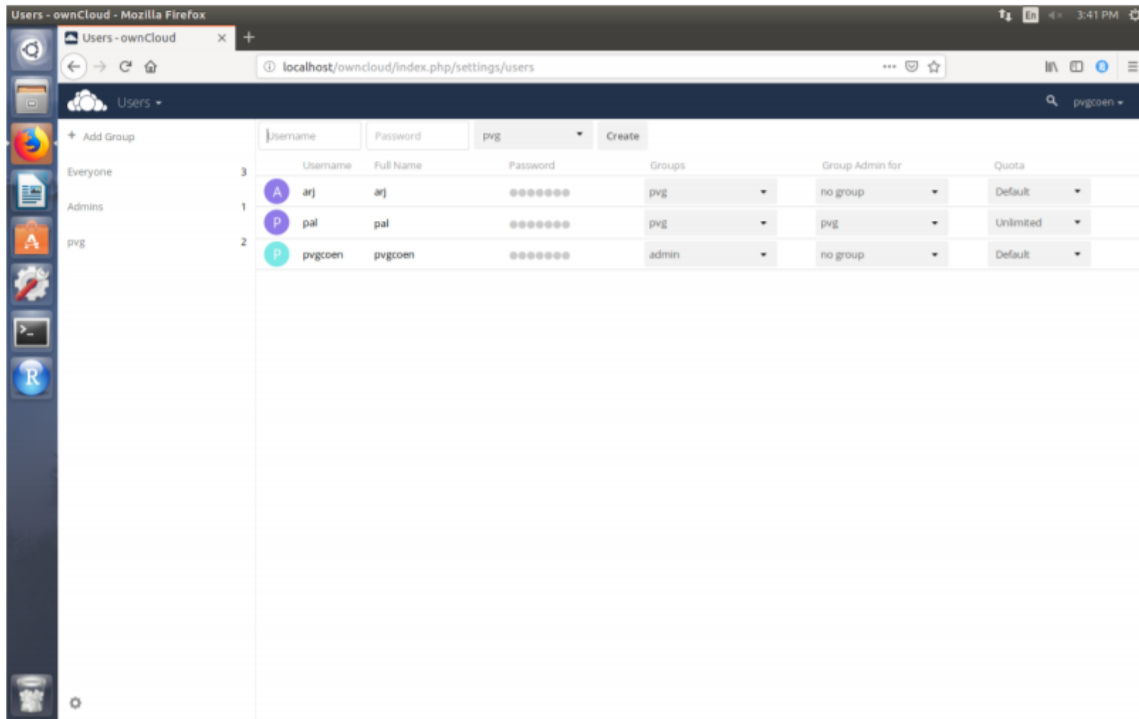 Users - ownCloud - Mozilla Firefox
En
3:41 PM
Users - ownCloud
localhost/owncloud/index.php/settings/users
Users
pvgcoen
+ Add Group
Username Password pvg Create
Everyone 3
Username Full Name Password Groups Group Admin for Quota
A arj arj pvg no group Default
Admins 1
P pal pal pvg pvg Unlimited
pvg 2
P pvgcoen pvgcoen admin no group Default
A
>_
R